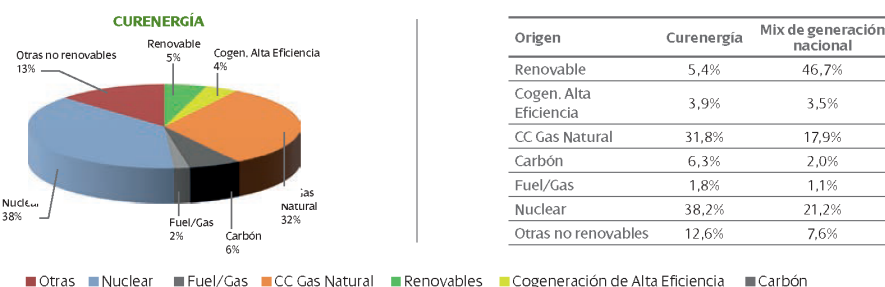 CURENERGÍA
Otras no renovables
13%
Renovable
5%
Cogen. Alta Eficiencia
4%
Nuclear
38%
Fuel/Gas
2%
Carbón
6%
Gas
Natural
32%
Origen Curenergía Mix de generación
nacional
Renovable 5,4% 46,7%
Cogen. Alta
Eficiencia 3,9% 3,5%
CC Gas Natural 31,8% 17,9%
Carbón 6,3% 2,0%
Fuel/Gas 1,8% 1,1%
Nuclear 38,2% 21,2%
Otras no renovables 12,6% 7,6%
Otras Nuclear Fuel/Gas CC Gas Natural Renovables Cogeneración de Alta Eficiencia Carbón